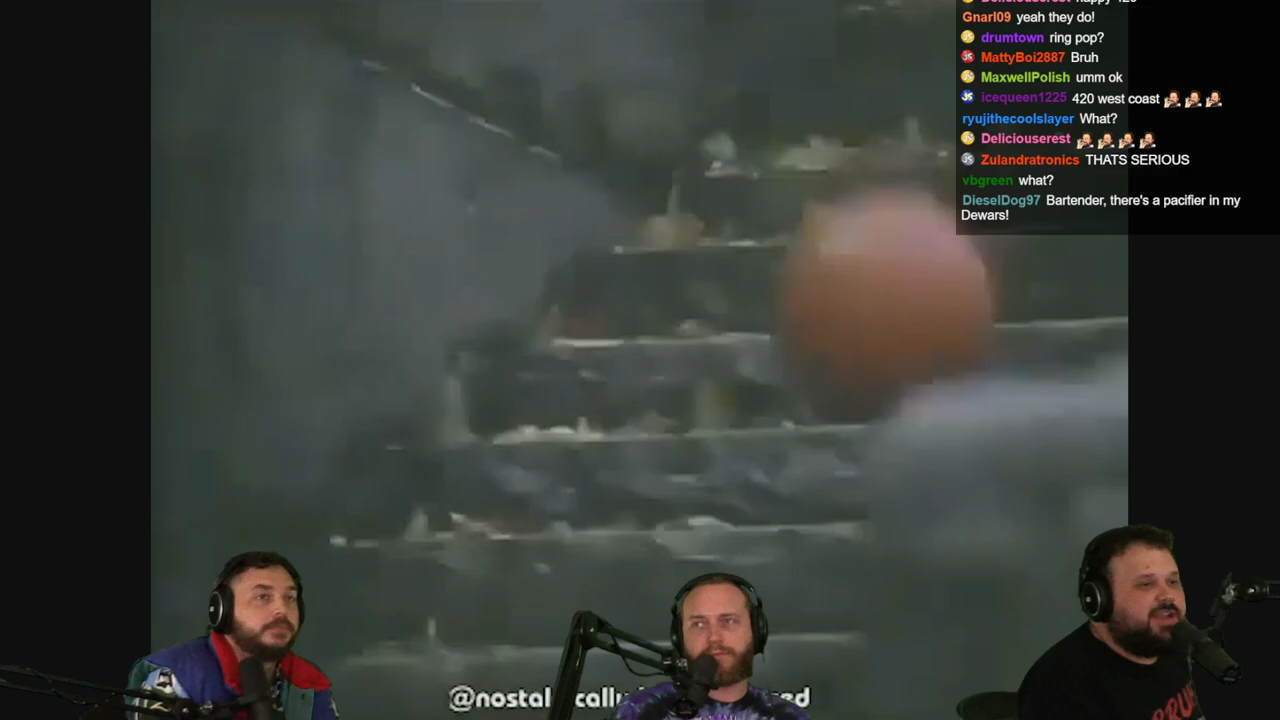 Gnarl09 yeah they do!
drumtown ring pop?
MattyBoi2887 Bruh
MaxwellPolish umm ok
icequeen1225 420 west coast
ryujithecoolslayer What?
Deliciouserest
Zulandratronics THATS SERIOUS
vbgreen what?
DieselDog97 Bartender, there's a pacifier in my
Dewars!